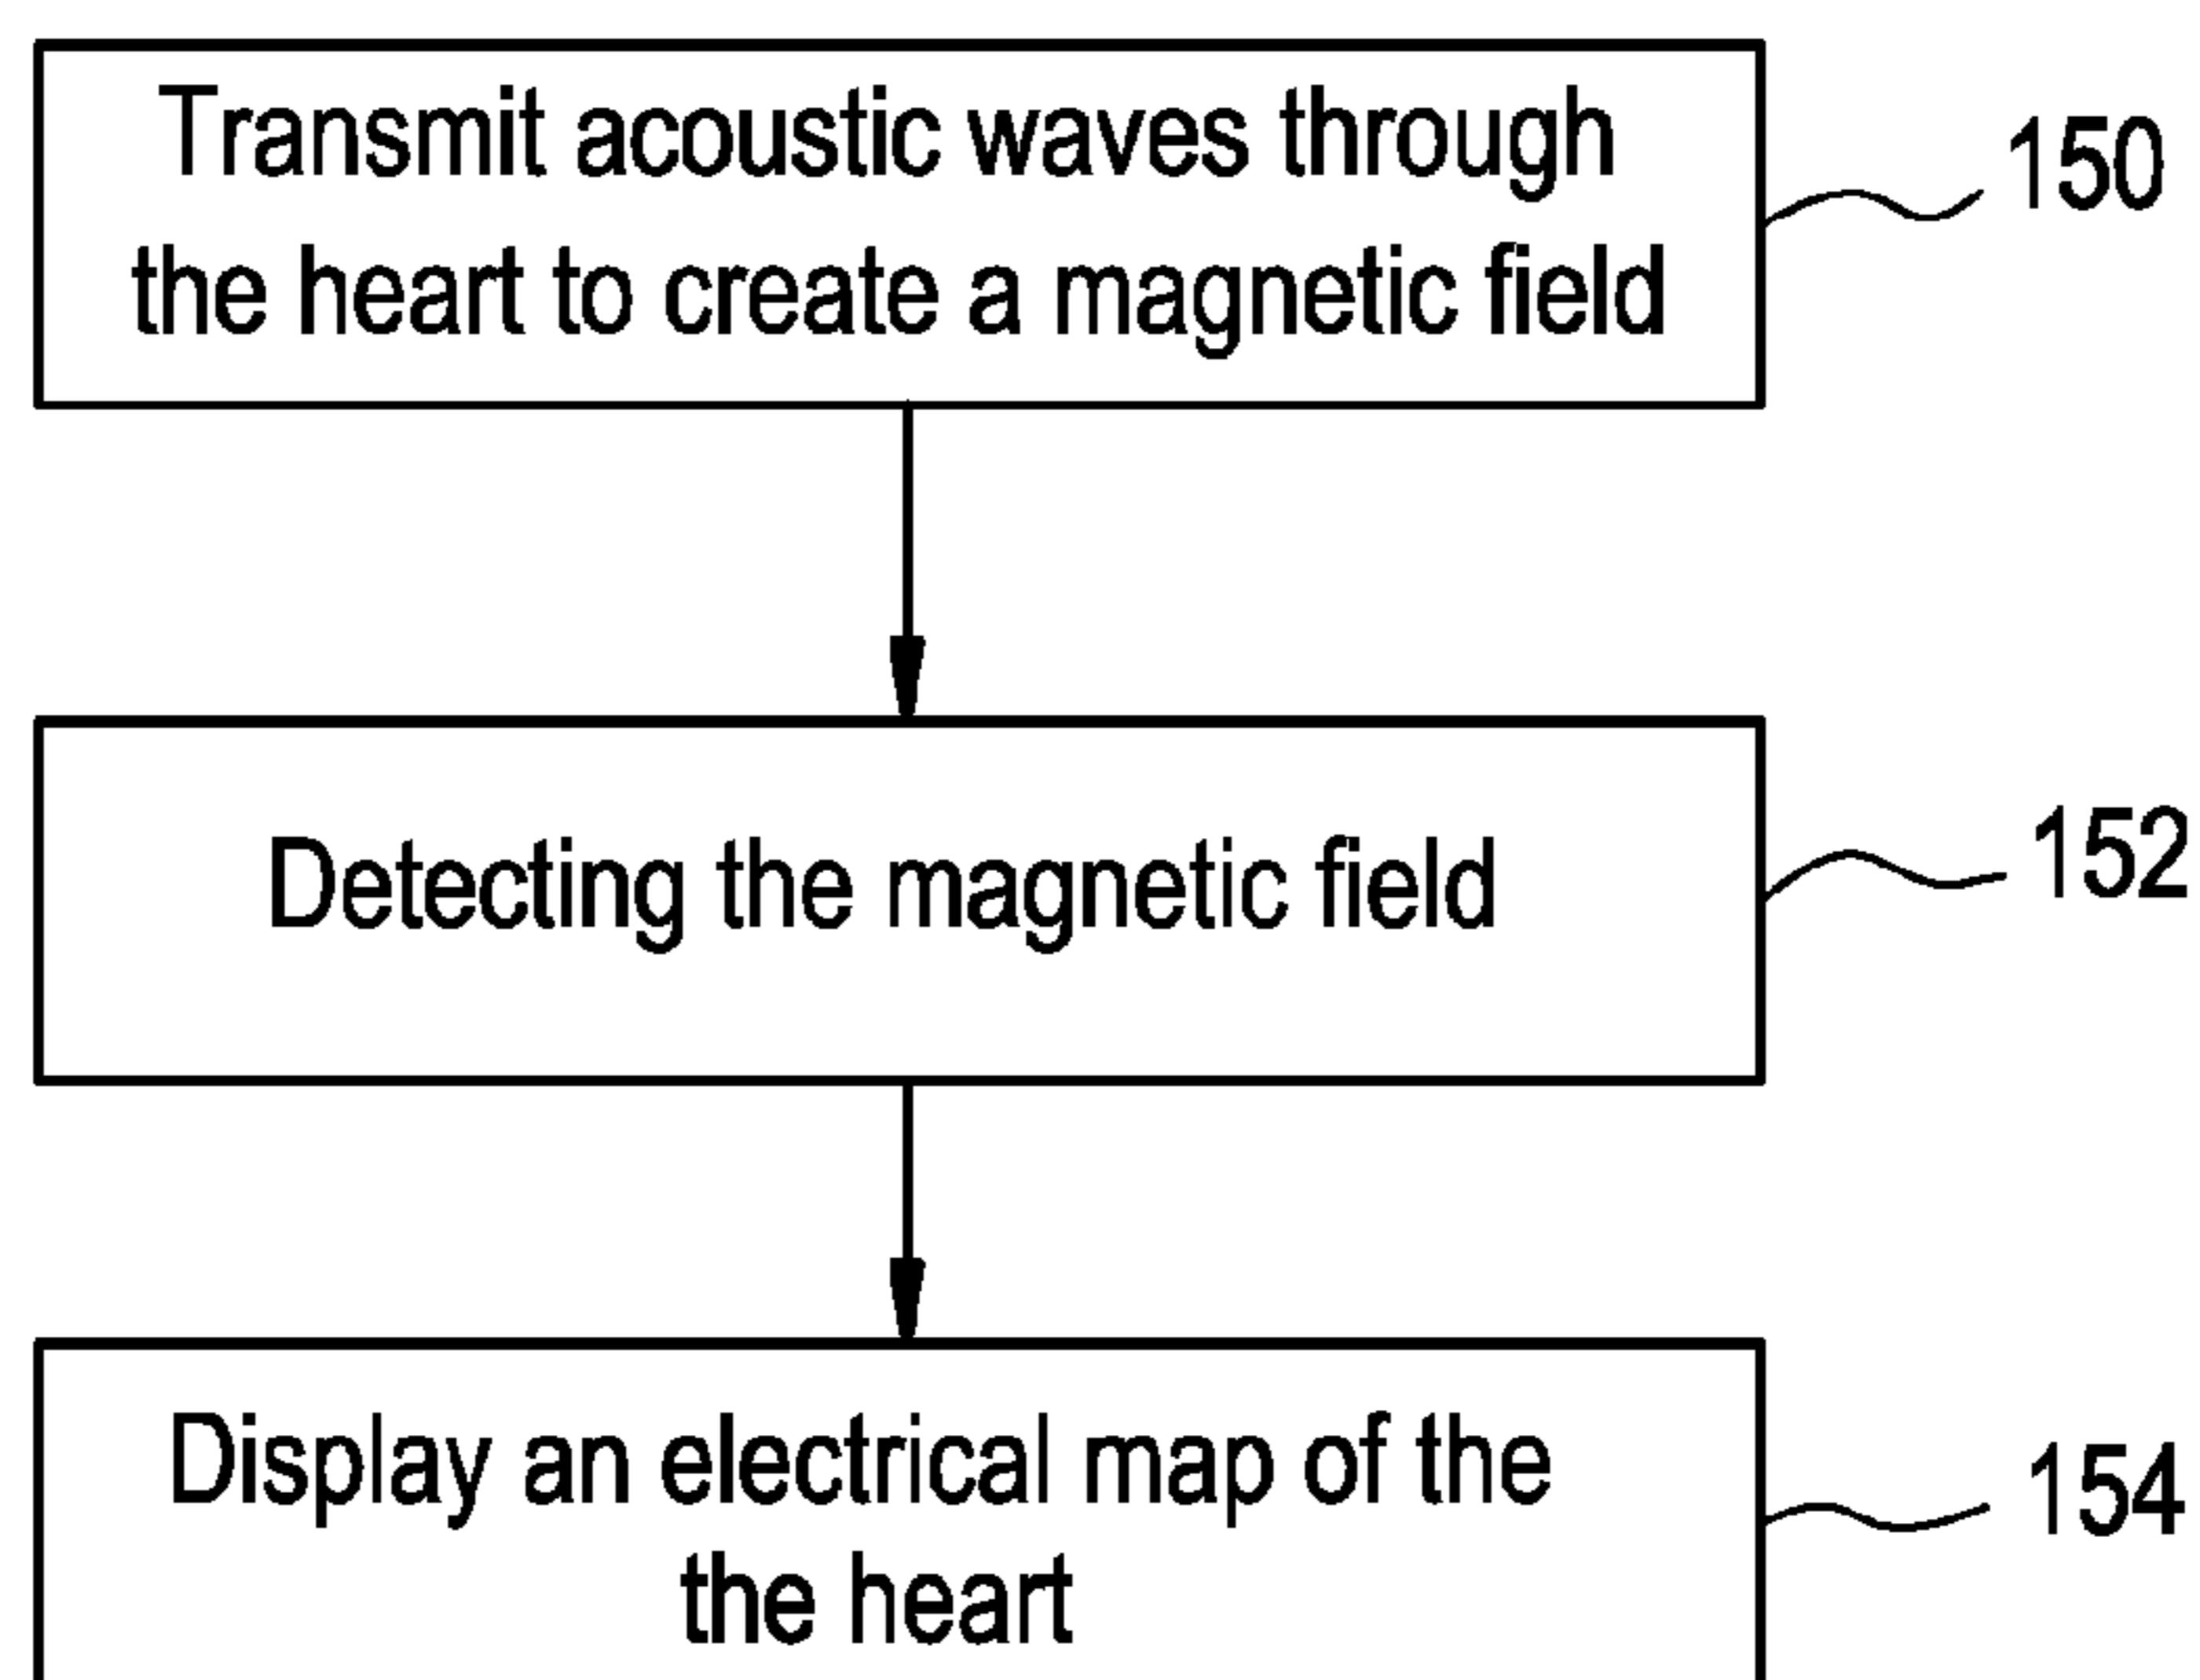 Transmit acoustic waves through
the heart to create a magnetic field
150
Detecting the magnetic field
152
Display an electrical map of the
the heart
154